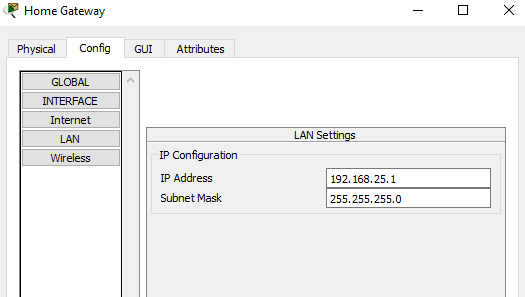 Home Gateway
Physical Config GUI Attributes
GLOBAL
INTERFACE
Internet
LAN
Wireless
LAN Settings
IP Configuration
IP Address 192.168.25.1
Subnet Mask 255.255.255.0